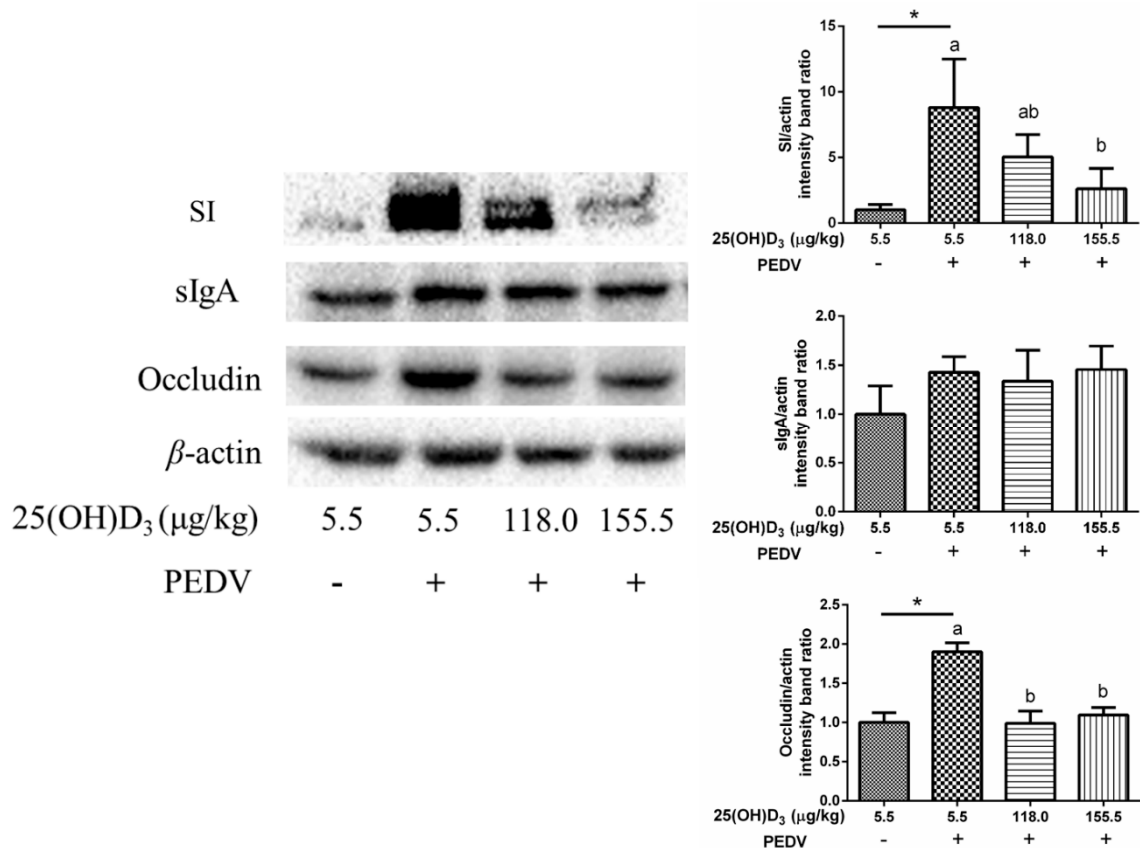 SI
sIgA
Occludin
β-actin
25(OH)D₃ (μg/kg) 5.5 5.5 118.0 155.5
PEDV - + + +
SI/actin
intensity band ratio
15
10
5
0
*
a
ab
b
25(OH)D₃ (μg/kg) 5.5 5.5 118.0 155.5
PEDV - + + +
sIgA/actin
intensity band ratio
2.0
1.5
1.0
0.5
0.0
25(OH)D₃ (μg/kg) 5.5 5.5 118.0 155.5
PEDV - + + +
Occludin/actin
intensity band ratio
2.5
2.0
1.5
1.0
0.5
0.0
*
a
b
b
25(OH)D₃ (μg/kg) 5.5 5.5 118.0 155.5
PEDV - + + +